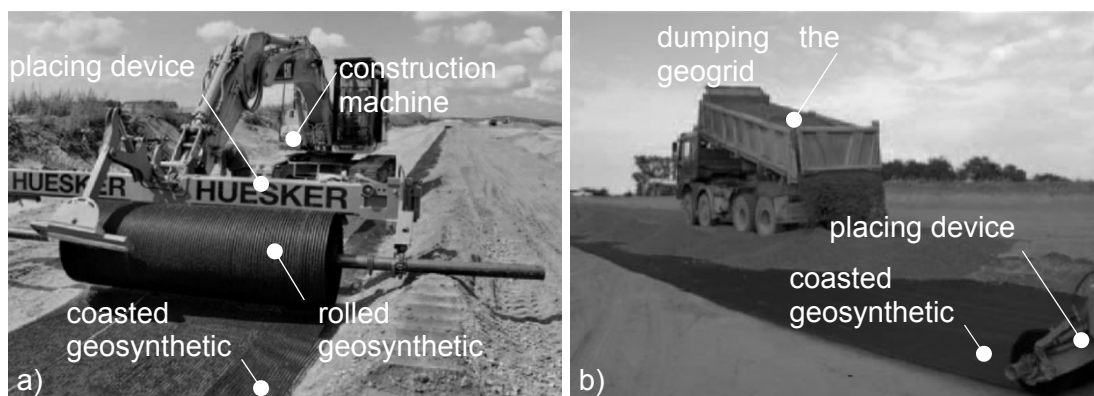 placing device
construction
machine
HUESKER
HUESKER
coasted
geosynthetic
rolled
geosynthetic
a)
dumping the
geogrid
placing device
coasted
geosynthetic
b)